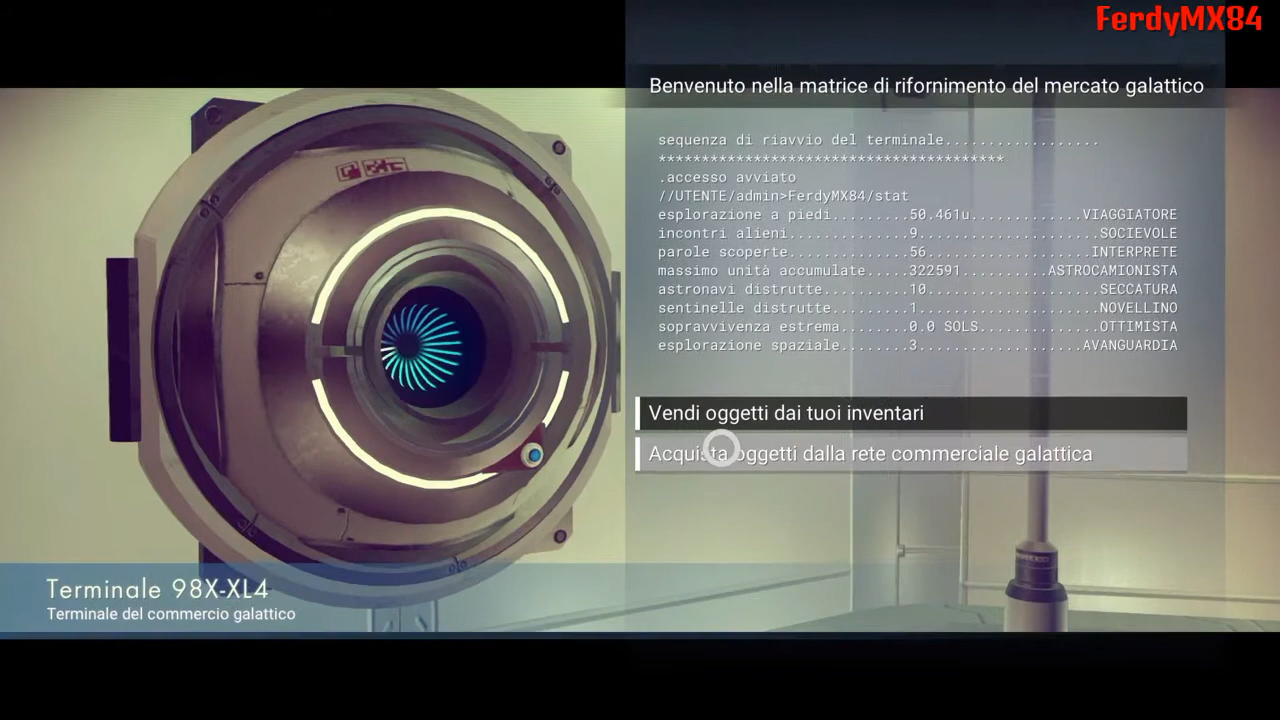 FerdyMX84
Benvenuto nella matrice di rifornimento del mercato galattico
sequenza di riavvio del terminale..................
*****************************************
.accesso avviato
//UTENTE/admin>FerdyMX84/stat
esplorazione a piedi.........50.461u.............VIAGGIATORE
incontri alieni..............9.....................SOCIEVOLE
parole scoperte..............56...................INTERPRETE
massimo unità accumulate.....322591..........ASTROCAMIONISTA
astronavi distrutte..........10....................SECCATURA
sentinelle distrutte.........1.....................NOVELLINO
sopravvivenza estrema........0.0 SOLS..............OTTIMISTA
esplorazione spaziale........3...................AVANGUARDIA
Vendi oggetti dai tuoi inventari
Acquista oggetti dalla rete commerciale galattica
Terminale 98X-XL4
Terminale del commercio galattico